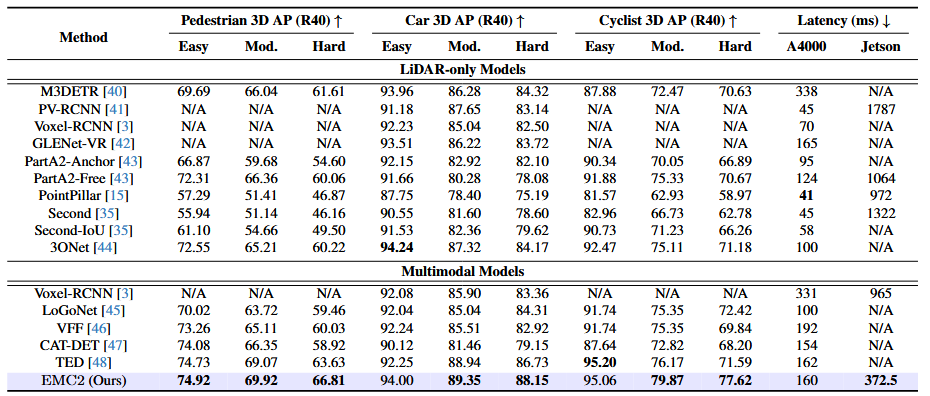 Method Pedestrian 3D AP (R40) ↑ Car 3D AP (R40) ↑ Cyclist 3D AP (R40) ↑ Latency (ms) ↓
Easy Mod. Hard Easy Mod. Hard Easy Mod. Hard A4000 Jetson
LiDAR-only Models
M3DETR [40] 69.69 66.04 61.61 93.96 86.28 84.32 87.88 72.47 70.63 338 N/A
PV-RCNN [41] N/A N/A N/A 91.18 87.65 83.14 N/A N/A N/A 45 1787
Voxel-RCNN [3] N/A N/A N/A 92.23 85.04 82.50 N/A N/A N/A 70 N/A
GLENet-VR [42] N/A N/A N/A 93.51 86.22 83.72 N/A N/A N/A 165 N/A
PartA2-Anchor [43] 66.87 59.68 54.60 92.15 82.92 82.10 90.34 70.05 66.89 95 N/A
PartA2-Free [43] 72.31 66.36 60.06 91.66 80.28 78.08 91.88 75.33 70.67 124 1064
PointPillar [15] 57.29 51.41 46.87 87.75 78.40 75.19 81.57 62.93 58.97 41 972
Second [35] 55.94 51.14 46.16 90.55 81.60 78.60 82.96 66.73 62.78 45 1322
Second-IoU [35] 61.10 54.66 49.50 91.53 82.36 79.62 90.73 71.23 66.26 58 N/A
3ONet [44] 72.55 65.21 60.22 94.24 87.32 84.17 92.47 75.11 71.18 100 N/A
Multimodal Models
Voxel-RCNN [3] N/A N/A N/A 92.08 85.90 83.36 N/A N/A N/A 331 965
LoGoNet [45] 70.02 63.72 59.46 92.04 85.04 84.31 91.74 75.35 72.42 100 N/A
VFF [46] 73.26 65.11 60.03 92.24 85.51 82.92 91.74 75.35 69.84 192 N/A
CAT-DET [47] 74.08 66.35 58.92 90.12 81.46 79.15 87.64 72.82 68.20 154 N/A
TED [48] 74.73 69.07 63.63 92.25 88.94 86.73 95.20 76.17 71.59 162 N/A
EMC2 (Ours) 74.92 69.92 66.81 94.00 89.35 88.15 95.06 79.87 77.62 160 372.5